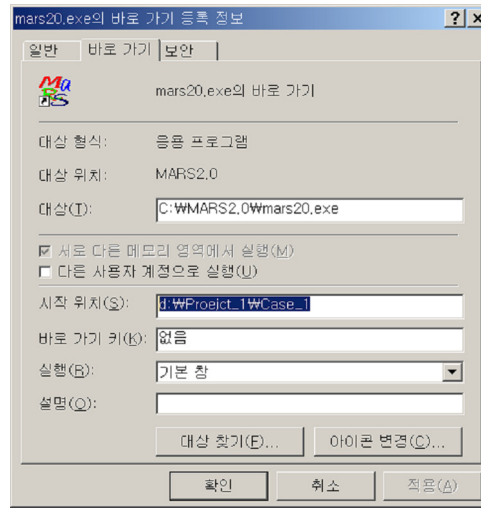 mars20.exe의 바로 가기 등록 정보
일반 바로 가기 보안
MaRS
mars20.exe의 바로 가기
대상 형식: 응용 프로그램
대상 위치: MARS2.0
대상(T): C:₩MARS2.0₩mars20.exe
서로 다른 메모리 영역에서 실행(M)
다른 사용자 계정으로 실행(U)
시작 위치(S): d:₩Proeict_1₩Case_1
바로 가기 키(K): 없음
실행(R): 기본 창
설명(O):
대상 찾기(F)... 아이콘 변경(C)...
확인 취소 적용(A)